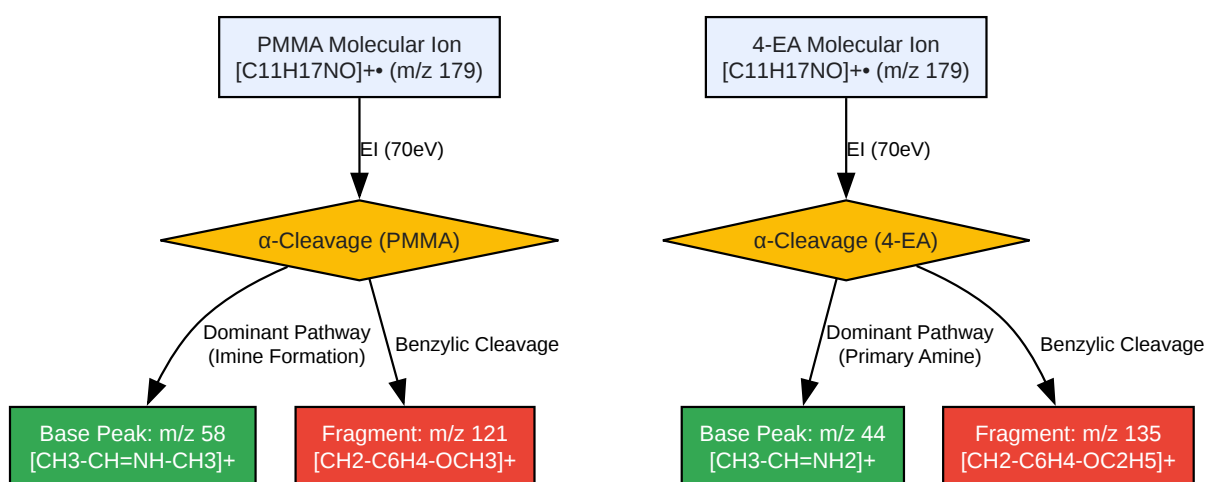 PMMA Molecular Ion
[C11H17NO]+• (m/z 179)
4-EA Molecular Ion
[C11H17NO]+• (m/z 179)
EI (70eV)
EI (70eV)
α-Cleavage (PMMA)
α-Cleavage (4-EA)
Dominant Pathway
(Imine Formation)
Benzylic Cleavage
Dominant Pathway
(Primary Amine)
Benzylic Cleavage
Base Peak: m/z 58
[CH3-CH=NH-CH3]+
Fragment: m/z 121
[CH2-C6H4-OCH3]+
Base Peak: m/z 44
[CH3-CH=NH2]+
Fragment: m/z 135
[CH2-C6H4-OC2H5]+